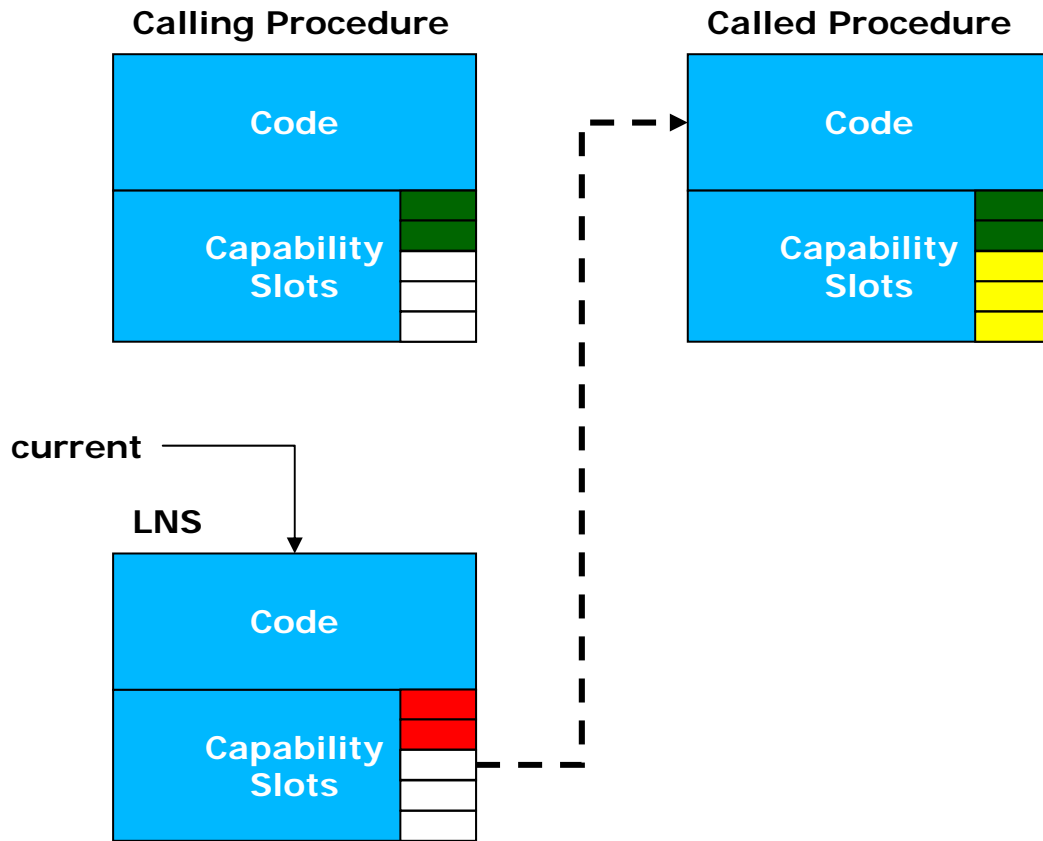 Calling Procedure
Called Procedure
Code
Code
Capability
Slots
Capability
Slots
current
LNS
Code
Capability
Slots